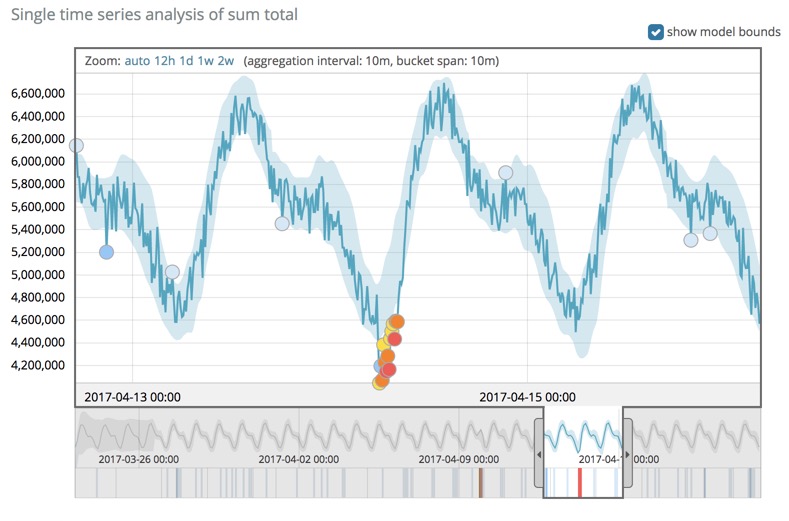 Single time series analysis of sum total
show model bounds
Zoom: auto 12h 1d 1w 2w (aggregation interval: 10m, bucket span: 10m)
6,600,000
6,400,000
6,200,000
6,000,000
5,800,000
5,600,000
5,400,000
5,200,000
5,000,000
4,800,000
4,600,000
4,400,000
4,200,000
2017-04-13 00:00 2017-04-15 00:00
2017-03-26 00:00 2017-04-02 00:00 2017-04-09 00:00 2017-04- 00:00